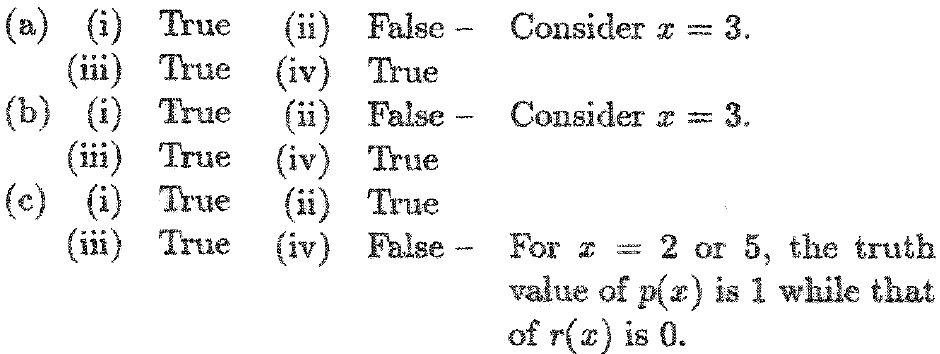 (a) (i) True (ii) False – Consider x = 3.
(iii) True (iv) True
(b) (i) True (ii) False – Consider x = 3.
(iii) True (iv) True
(c) (i) True (ii) True
(iii) True (iv) False – For x = 2 or 5, the truth
value of p(x) is 1 while that
of r(x) is 0.